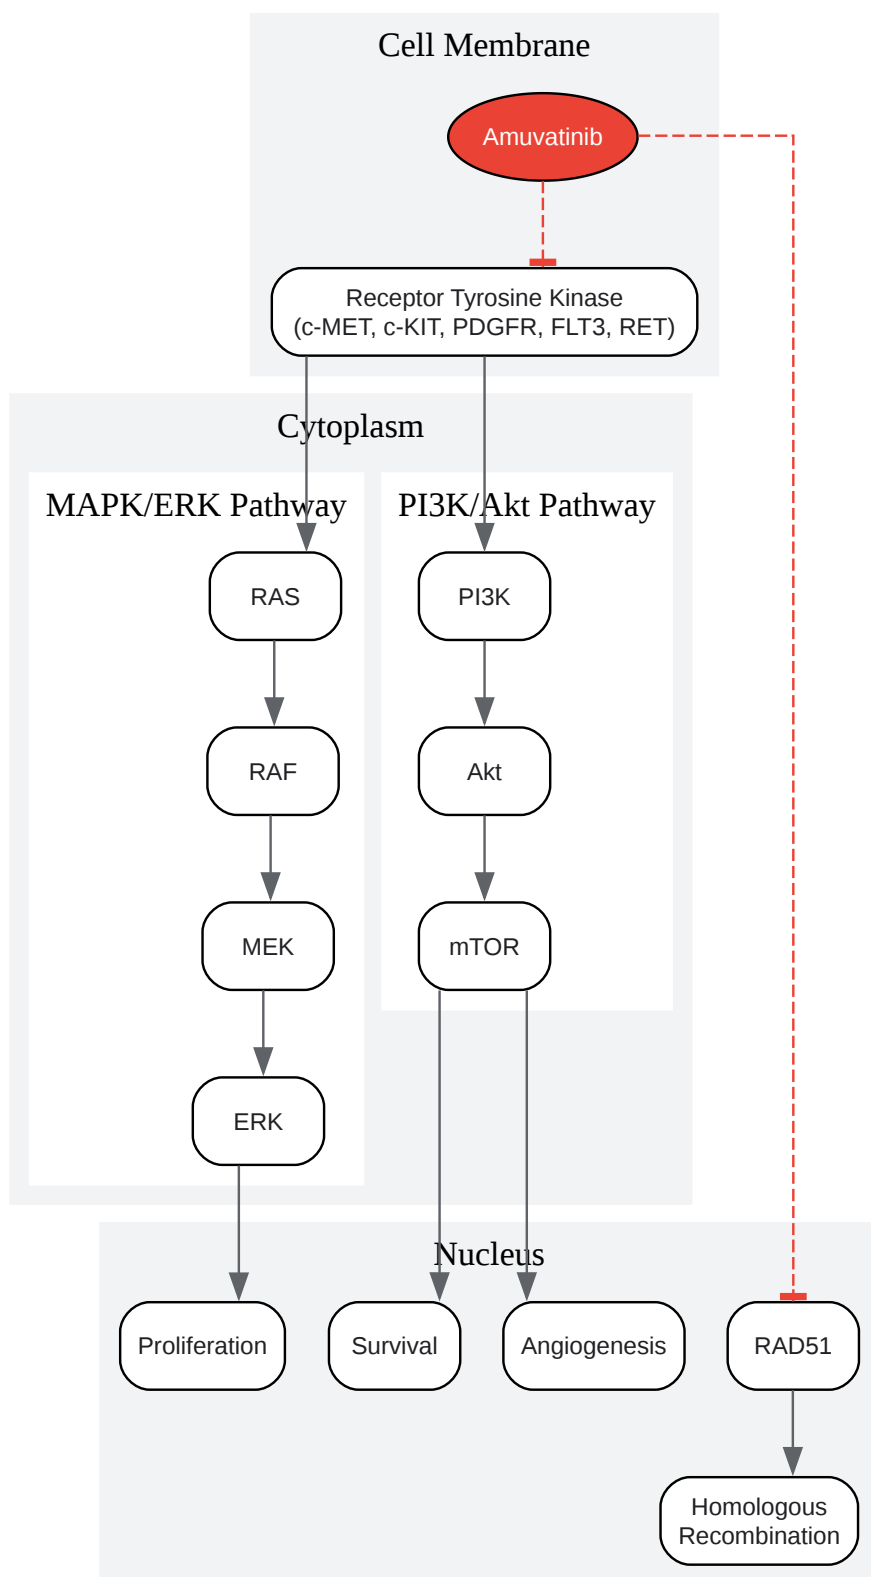 Cell Membrane
Amuvatinib
Receptor Tyrosine Kinase
(c-MET, c-KIT, PDGFR, FLT3, RET)
Cytoplasm
MAPK/ERK Pathway
PI3K/Akt Pathway
RAS
PI3K
RAF
Akt
MEK
mTOR
ERK
Nucleus
Proliferation
Survival
Angiogenesis
RAD51
Homologous
Recombination